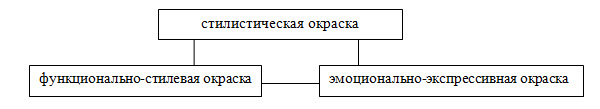 стилистическая окраска
функционально-стилевая окраска
эмоционально-экспрессивная окраска